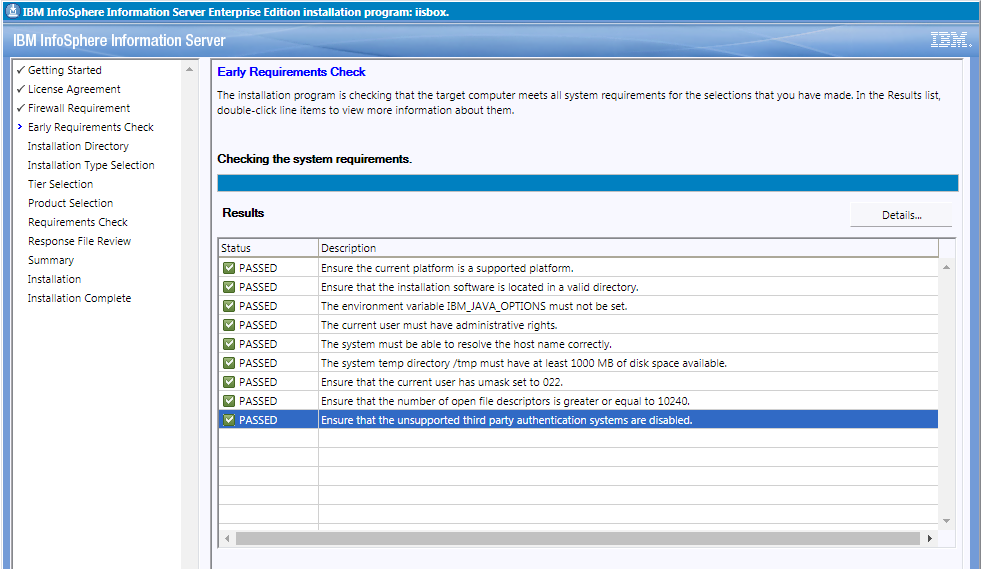 IBM InfoSphere Information Server Enterprise Edition installation program: iisbox.
IBM InfoSphere Information Server
IBM.
Getting Started
License Agreement
Firewall Requirement
Early Requirements Check
Installation Directory
Installation Type Selection
Tier Selection
Product Selection
Requirements Check
Response File Review
Summary
Installation
Installation Complete
Early Requirements Check
The installation program is checking that the target computer meets all system requirements for the selections that you have made. In the Results list,
double-click line items to view more information about them.
Checking the system requirements.
Results
Details...
Status Description
PASSED Ensure the current platform is a supported platform.
PASSED Ensure that the installation software is located in a valid directory.
PASSED The environment variable IBM_JAVA_OPTIONS must not be set.
PASSED The current user must have administrative rights.
PASSED The system must be able to resolve the host name correctly.
PASSED The system temp directory /tmp must have at least 1000 MB of disk space available.
PASSED Ensure that the current user has umask set to 022.
PASSED Ensure that the number of open file descriptors is greater or equal to 10240.
PASSED Ensure that the unsupported third party authentication systems are disabled.